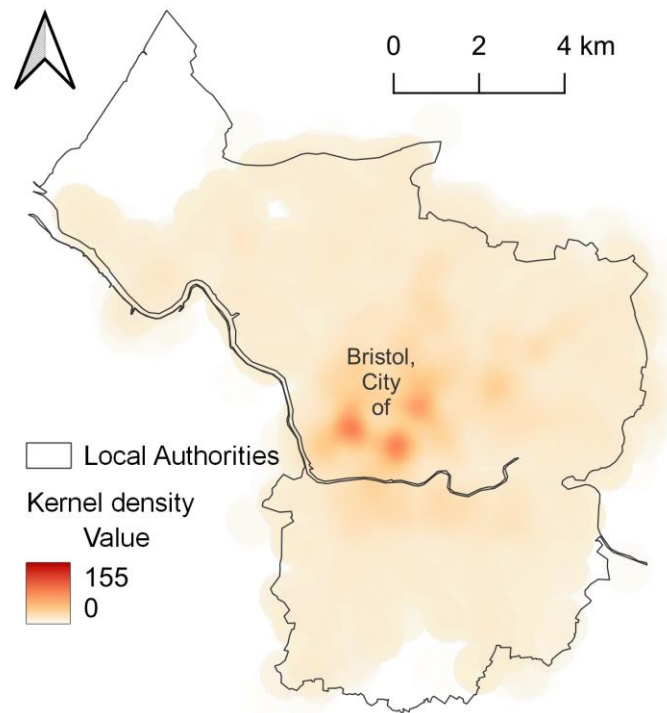 0 2 4 km
Bristol,
City
of
Local Authorities
Kernel density
Value
155
0